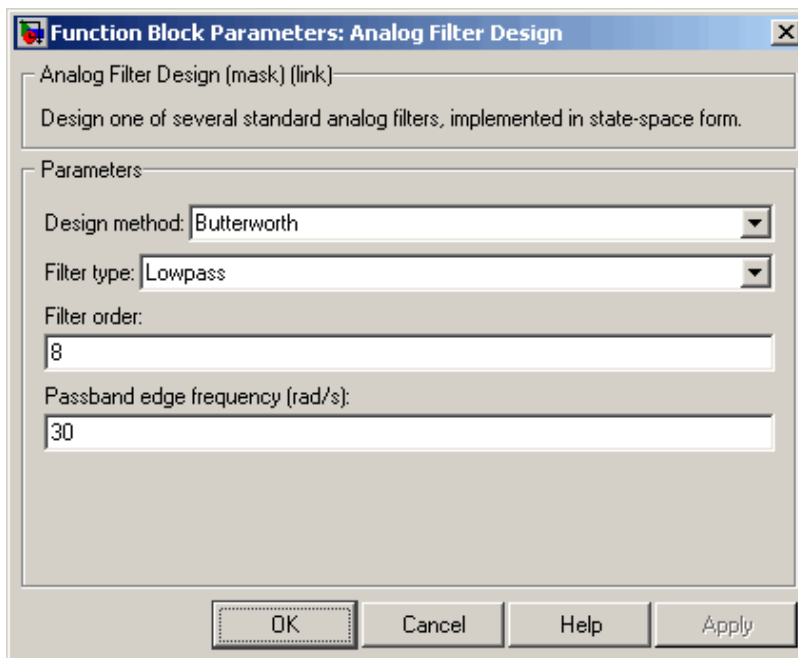 Function Block Parameters: Analog Filter Design
Analog Filter Design (mask) (link)
Design one of several standard analog filters, implemented in state-space form.
Parameters
Design method: Butterworth
Filter type: Lowpass
Filter order:
8
Passband edge frequency (rad/s):
30
OK Cancel Help Apply